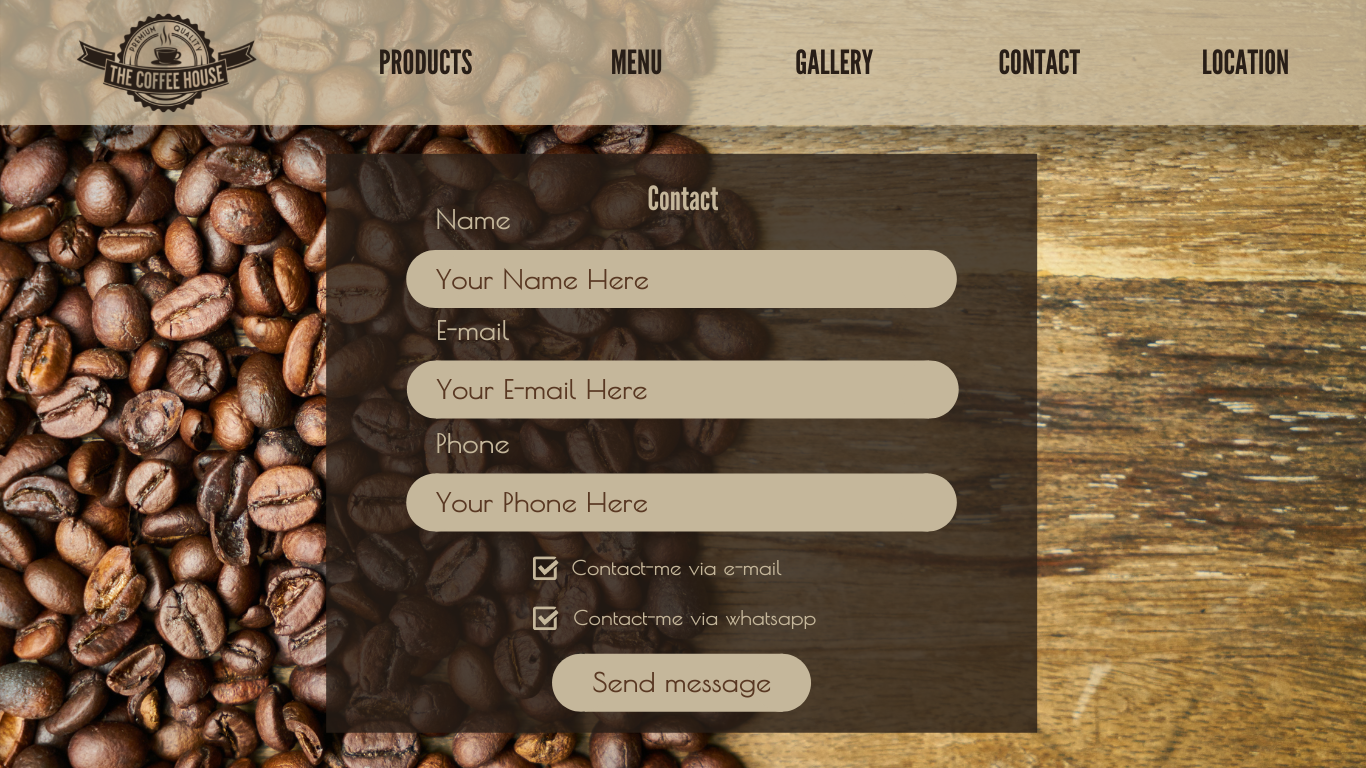 PREMIUM QUALITY
THE COFFEE HOUSE
PRODUCTS MENU GALLERY CONTACT LOCATION
Contact
Name
Your Name Here
E-mail
Your E-mail Here
Phone
Your Phone Here
Contact-me via e-mail
Contact-me via whatsapp
Send message